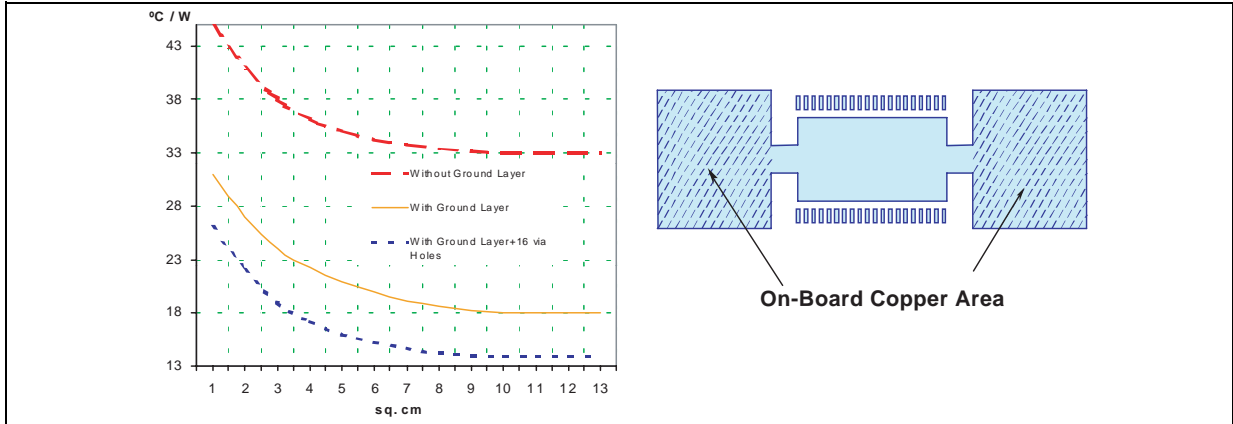 ºC / W
43
38
33
28
23
18
13
Without Ground Layer
With Ground Layer
With Ground Layer+16 via
Holes
1 2 3 4 5 6 7 8 9 10 11 12 13
sq. cm
On-Board Copper Area